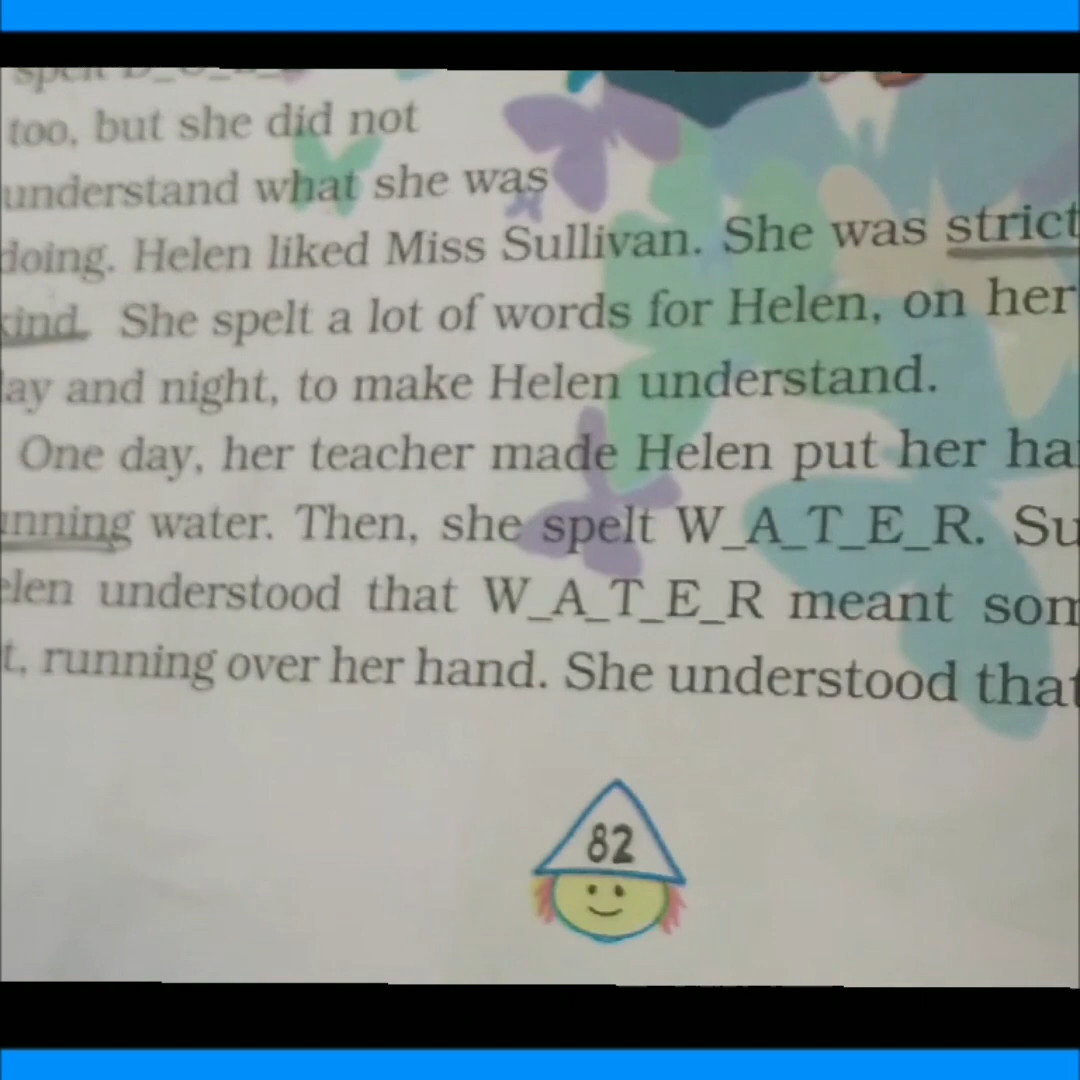 too, but she did not
understand what she was
doing. Helen liked Miss Sullivan. She was strict
kind. She spelt a lot of words for Helen, on her
and night, to make Helen understand.
One day, her teacher made Helen put her
water. Then, she spelt W_A_T_E_R.
understood that W_A_T_E_R meant
running over her hand. She understood that
82